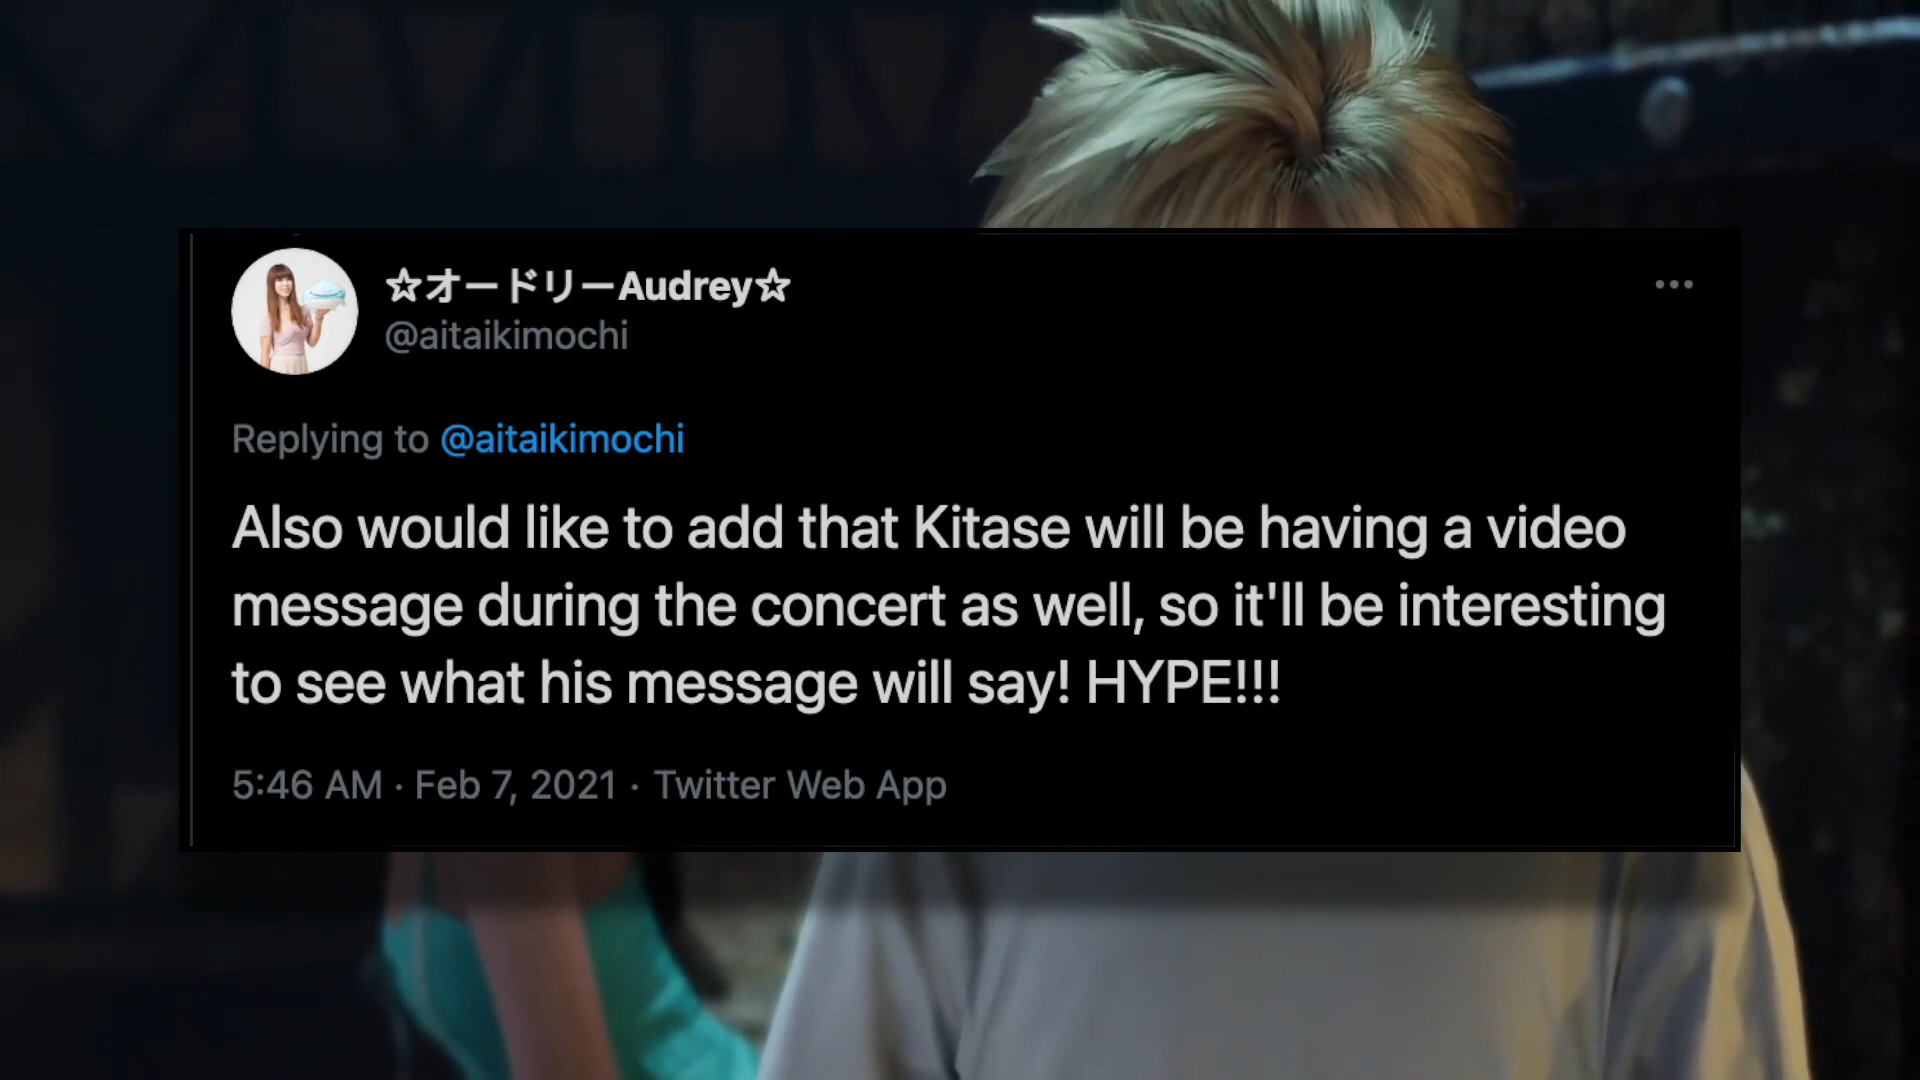 ☆オードリーAudrey☆
@aitaikimochi
Replying to @aitaikimochi
Also would like to add that Kitase will be having a video
message during the concert as well, so it'll be interesting
to see what his message will say! HYPE!!!
5:46 AM · Feb 7, 2021 · Twitter Web App